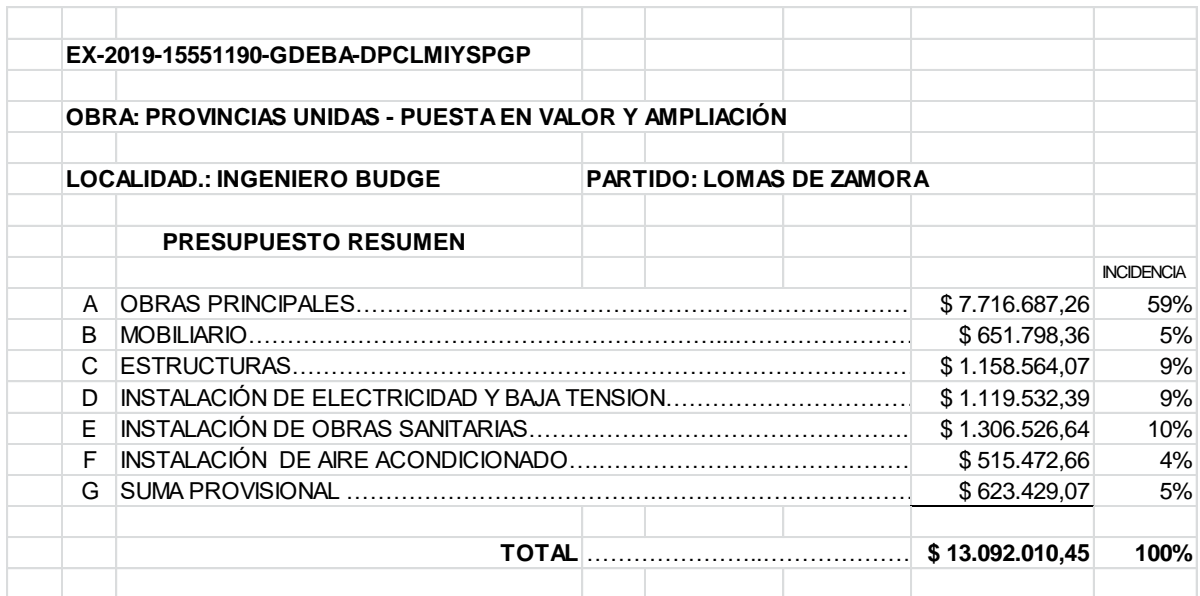 EX-2019-15551190-GDEBA-DPCLMIYSPGP
OBRA: PROVINCIAS UNIDAS - PUESTA EN VALOR Y AMPLIACIÓN
LOCALIDAD.: INGENIERO BUDGE PARTIDO: LOMAS DE ZAMORA
PRESUPUESTO RESUMEN
INCIDENCIA
A OBRAS PRINCIPALES………………………………………………………………………… $ 7.716.687,26 59%
B MOBILIARIO……………………………………………………...………………………… $ 651.798,36 5%
C ESTRUCTURAS………………………………………………………………………………… $ 1.158.564,07 9%
D INSTALACIÓN DE ELECTRICIDAD Y BAJA TENSION……………………………… $ 1.119.532,39 9%
E INSTALACIÓN DE OBRAS SANITARIAS………………………………………………… $ 1.306.526,64 10%
F INSTALACIÓN DE AIRE ACONDICIONADO…..………………………………………… $ 515.472,66 4%
G SUMA PROVISIONAL ………………………………………………………………………… $ 623.429,07 5%
TOTAL ……………………..………………… $ 13.092.010,45 100%